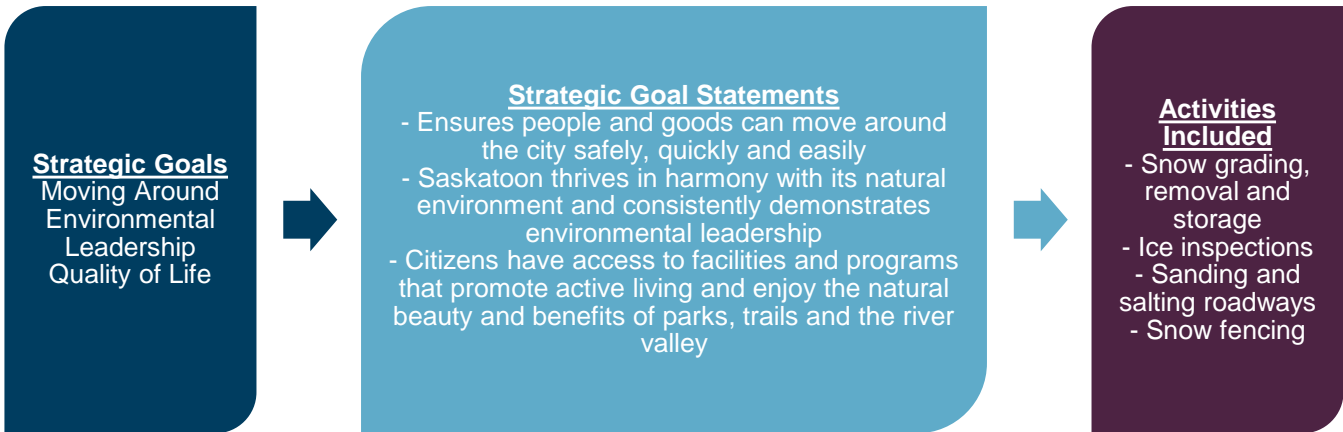 Strategic Goals
Moving Around
Environmental
Leadership
Quality of Life
Strategic Goal Statements
- Ensures people and goods can move around
the city safely, quickly and easily
- Saskatoon thrives in harmony with its natural
environment and consistently demonstrates
environmental leadership
- Citizens have access to facilities and programs
that promote active living and enjoy the natural
beauty and benefits of parks, trails and the river
valley
Activities
Included
- Snow grading,
removal and
storage
- Ice inspections
- Sanding and
salting roadways
- Snow fencing